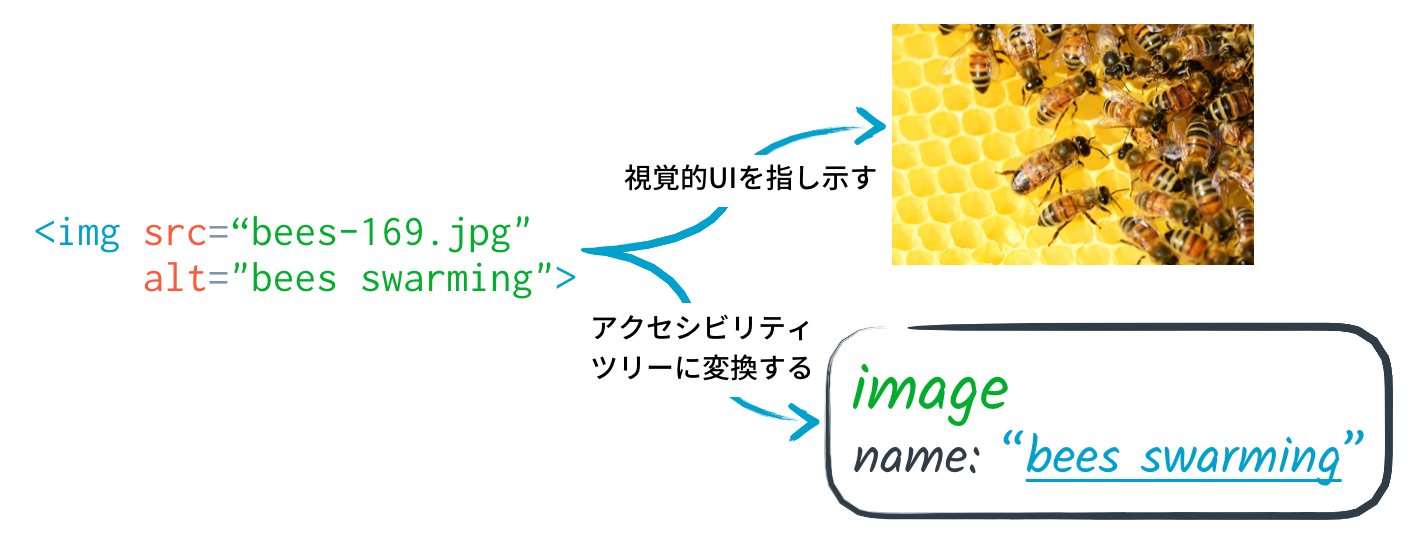 <img src=“bees-169.jpg"
alt="bees swarming">
視覚的UIを指し示す
アクセシビリティ
ツリーに変換する
image
name: “bees swarming”